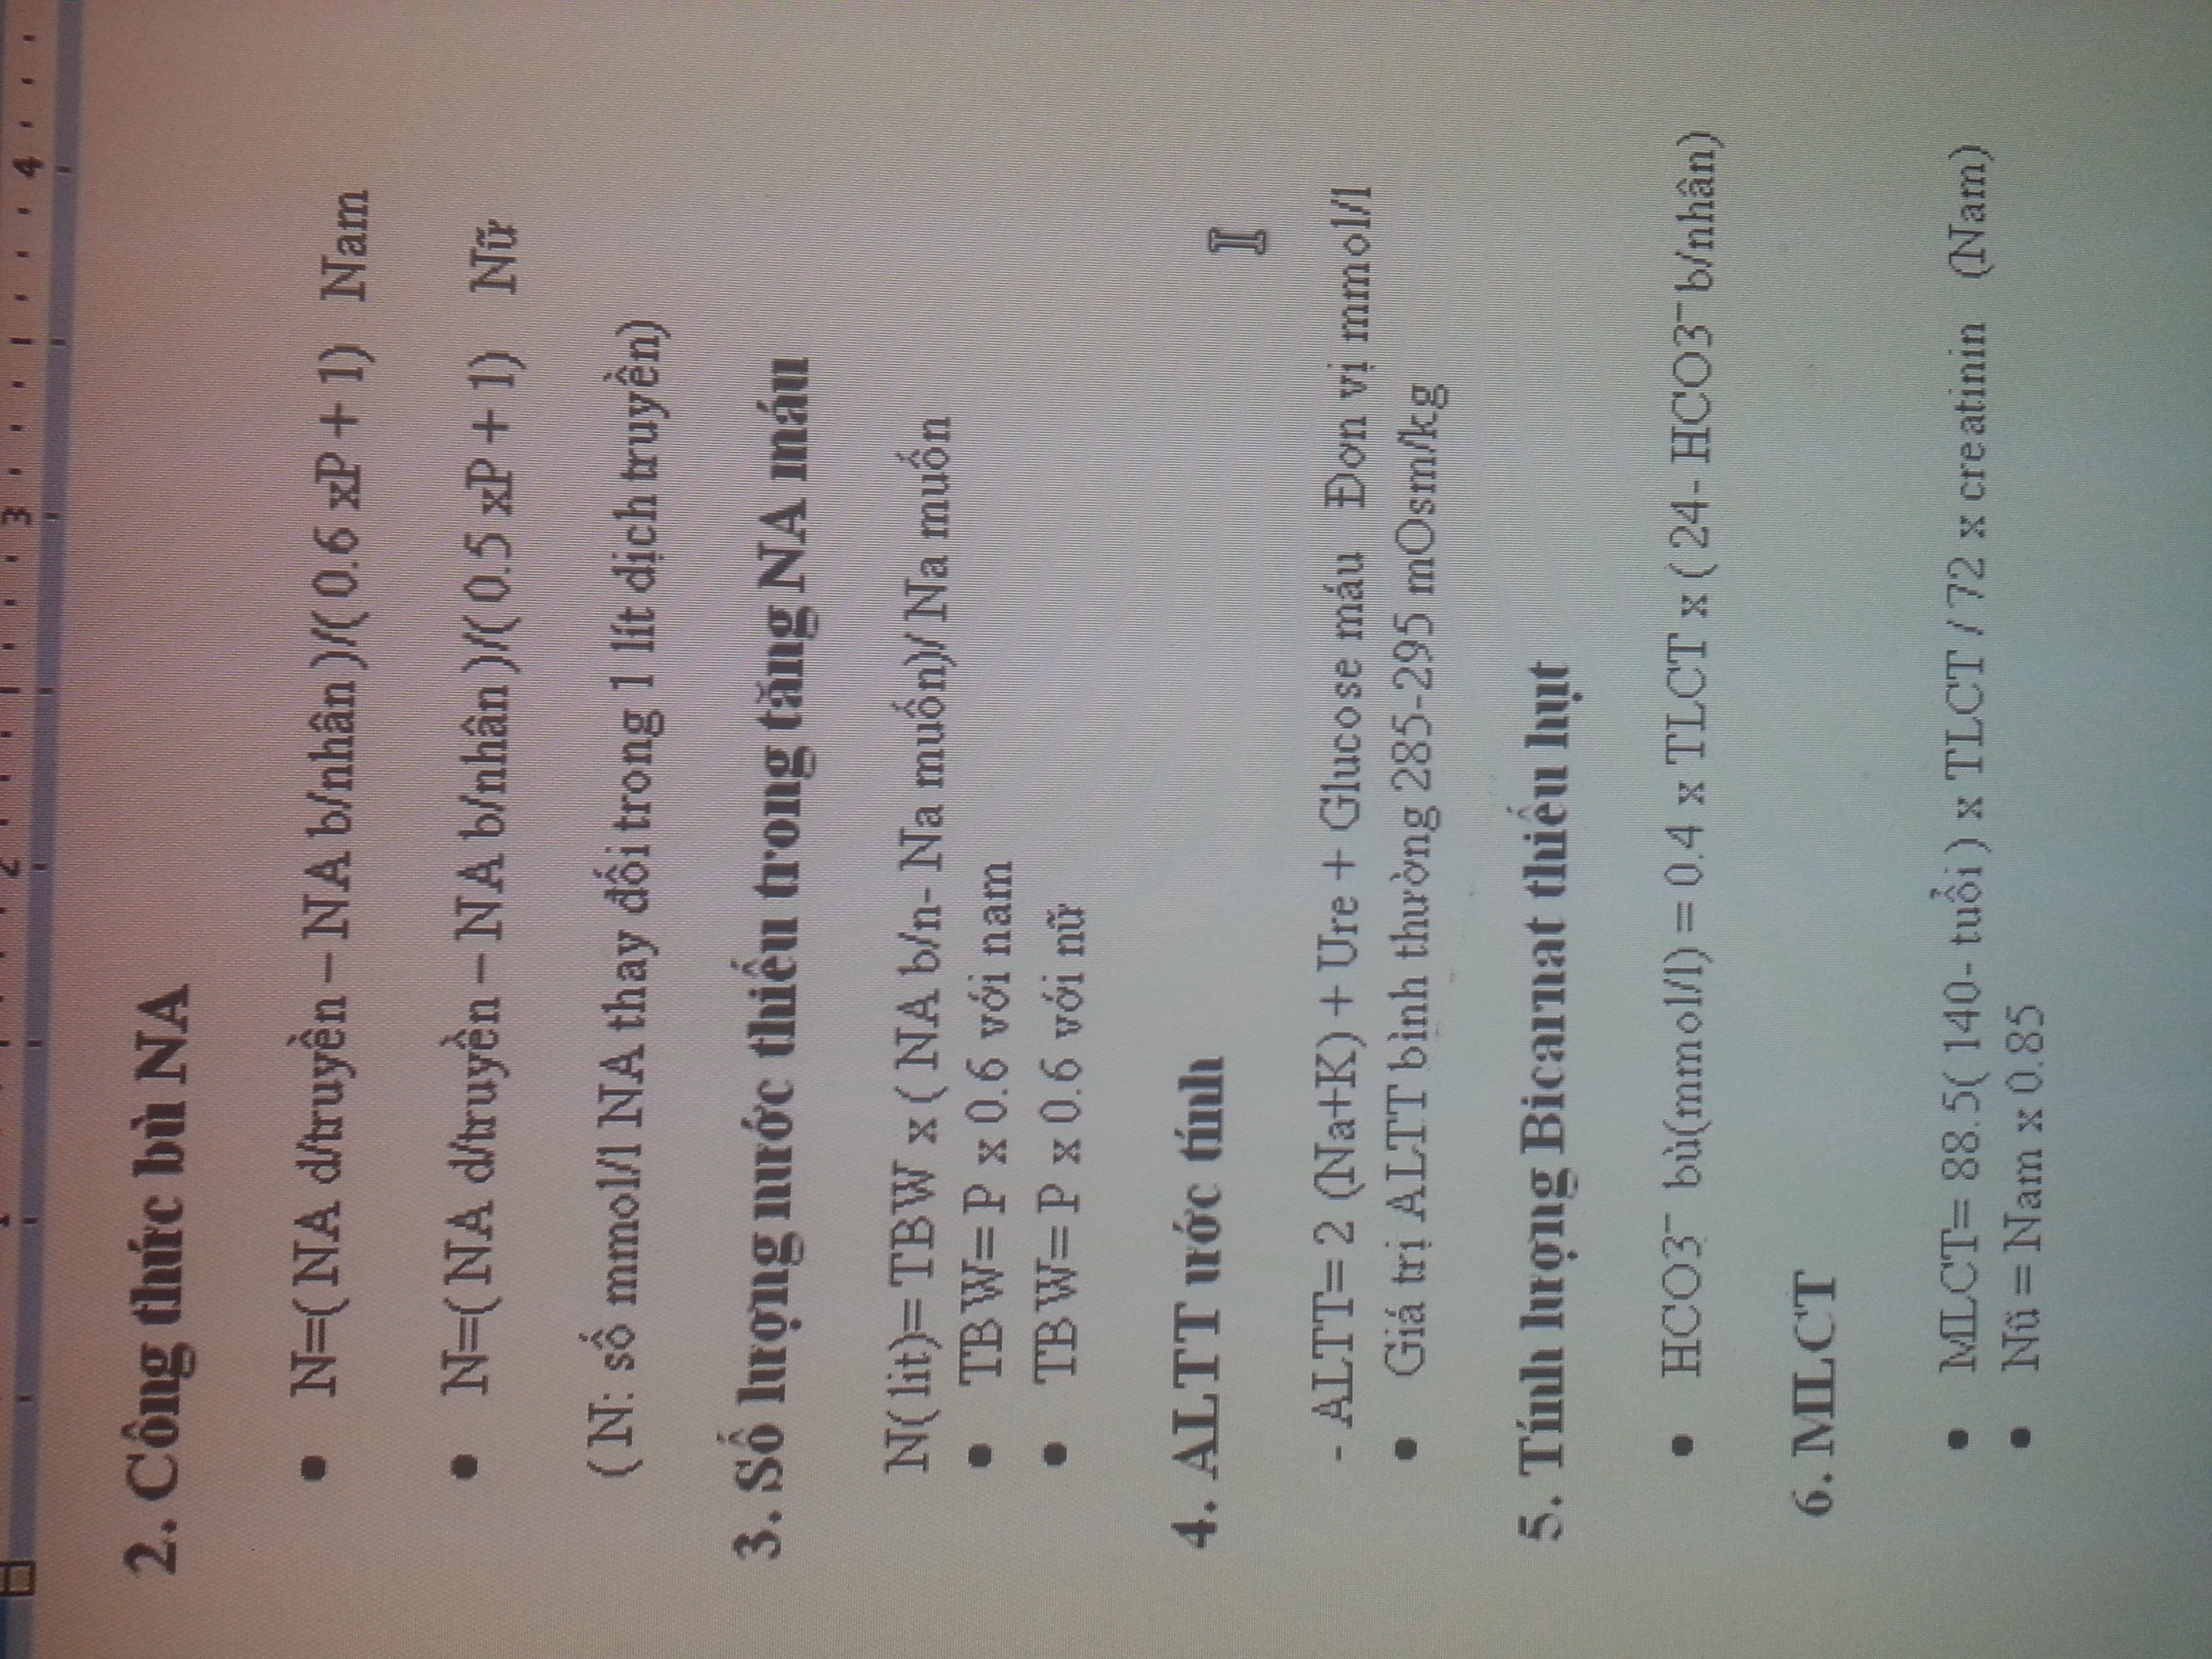 2 3 4
2. Công thức bù NA
• N=( NA d/truyền – NA b/nhân )/( 0.6 xP + 1) Nam
• N=( NA d/truyền – NA b/nhân )/( 0.5 xP + 1) Nữ
( N: số mmol/l NA thay đối trong 1 lít dịch truyền)
3. Số lượng nước thiếu trong tăng NA máu
N( lit)= TBW x ( NA b/n- Na muốn)/ Na muốn
• TBW= P x 0.6 với nam
• TBW= P x 0.6 với nữ
4. ALTT ước tính
- ALTT= 2 (Na+K) + Ure + Glucose máu Đơn vị mmol/l
• Giá trị ALTT bình thường 285-295 mOsm/kg
5. Tính lượng Bicarnat thiếu hụt
• HCO3⁻ bù(mmol/l) = 0.4 x TLCT x ( 24- HCO3⁻ b/nhân)
6. MLCT
• MLCT= 88.5( 140- tuổi ) x TLCT / 72 x creatinin (Nam)
• Nũ = Nam x 0.85